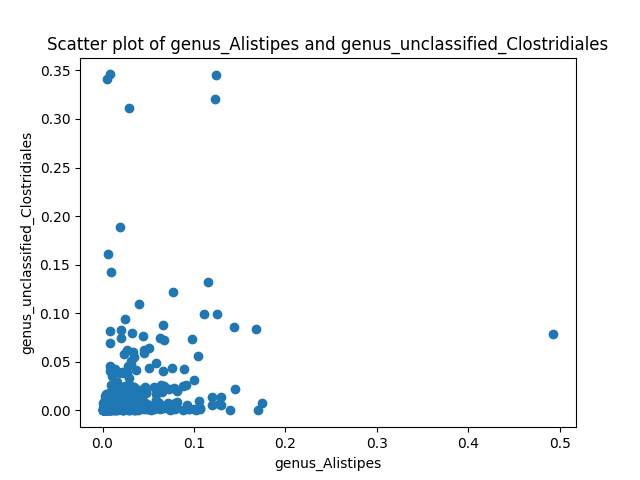 Scatter plot of genus_Alistipes and genus_unclassified_Clostridiales
genus_unclassified_Clostridiales
0.35
0.30
0.25
0.20
0.15
0.10
0.05
0.00
0.0 0.1 0.2 0.3 0.4 0.5
genus_Alistipes